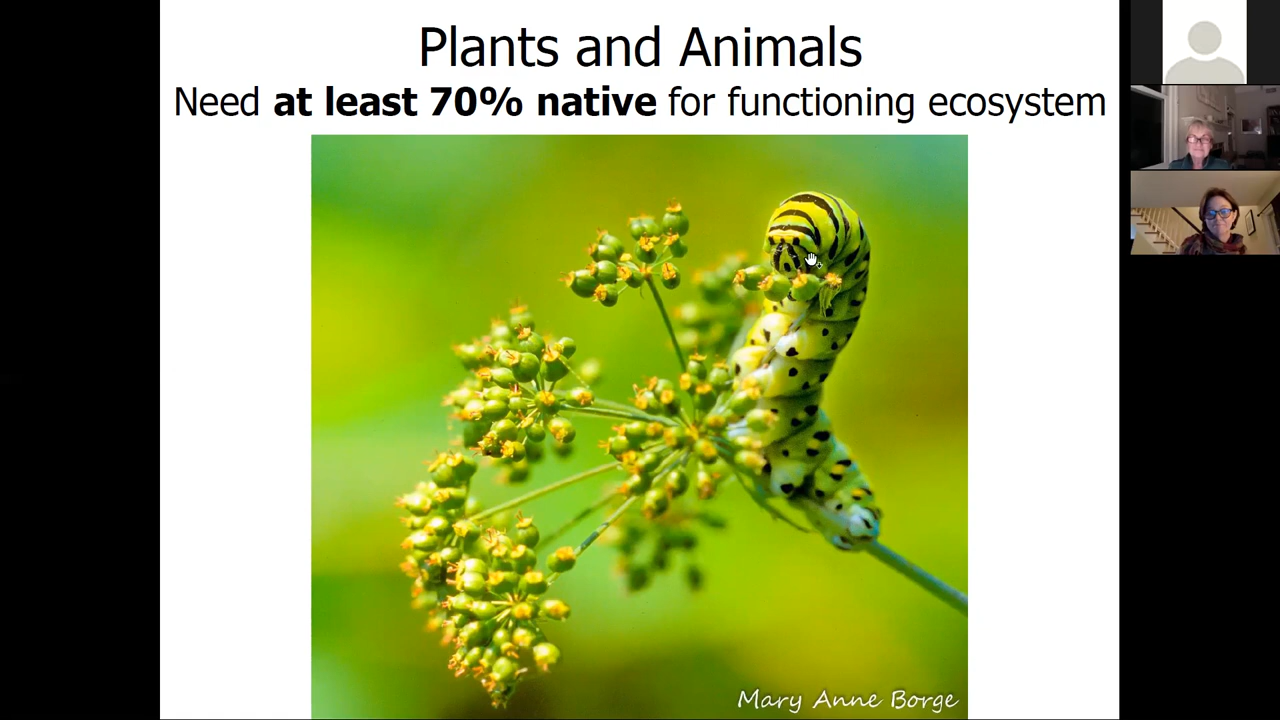 Plants and Animals
Need at least 70% native for functioning ecosystem
Mary Anne Borge